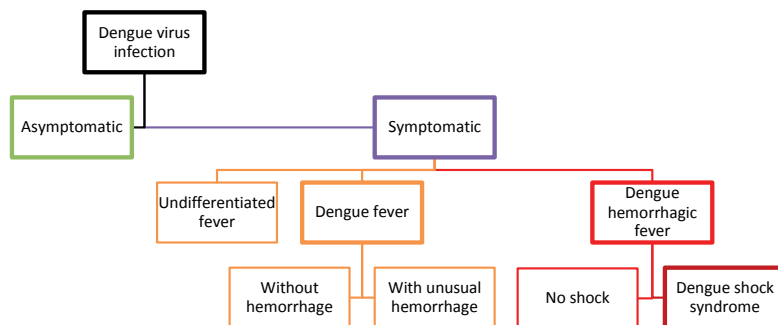 Dengue virus
infection
Asymptomatic
Symptomatic
Undifferentiated
fever
Dengue fever
Dengue
hemorrhagic
fever
Without
hemorrhage
With unusual
hemorrhage
No shock
Dengue shock
syndrome